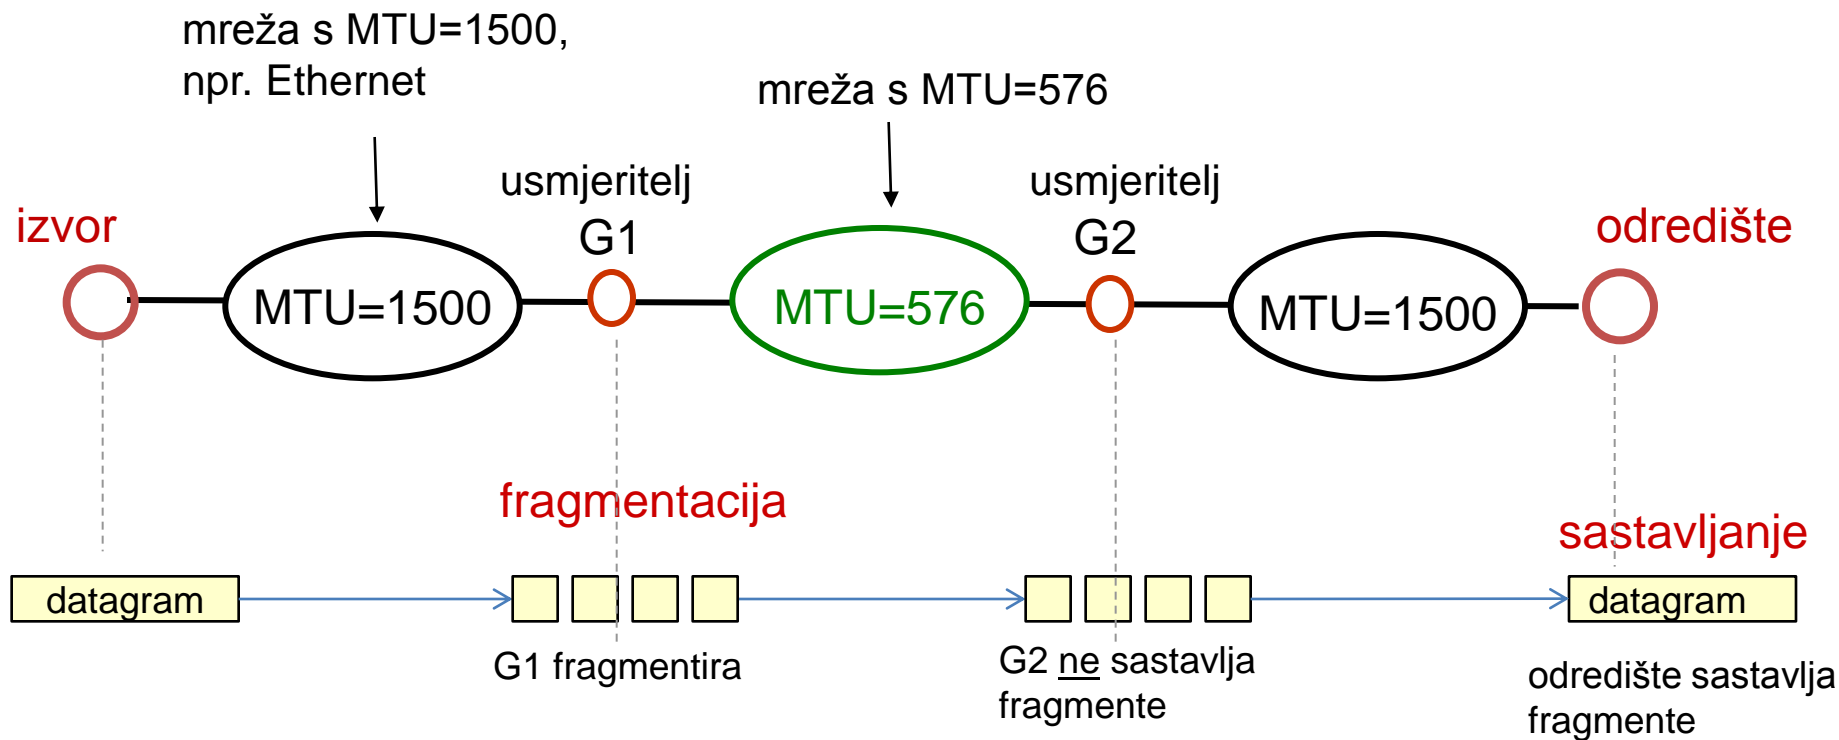 mreža s MTU=1500,
npr. Ethernet
mreža s MTU=576
usmjeritelj
G1
usmjeritelj
G2
izvor
odredište
MTU=1500
MTU=576
MTU=1500
fragmentacija
sastavljanje
datagram
datagram
G1 fragmentira
G2 ne sastavlja
fragmente
odredište sastavlja
fragmente